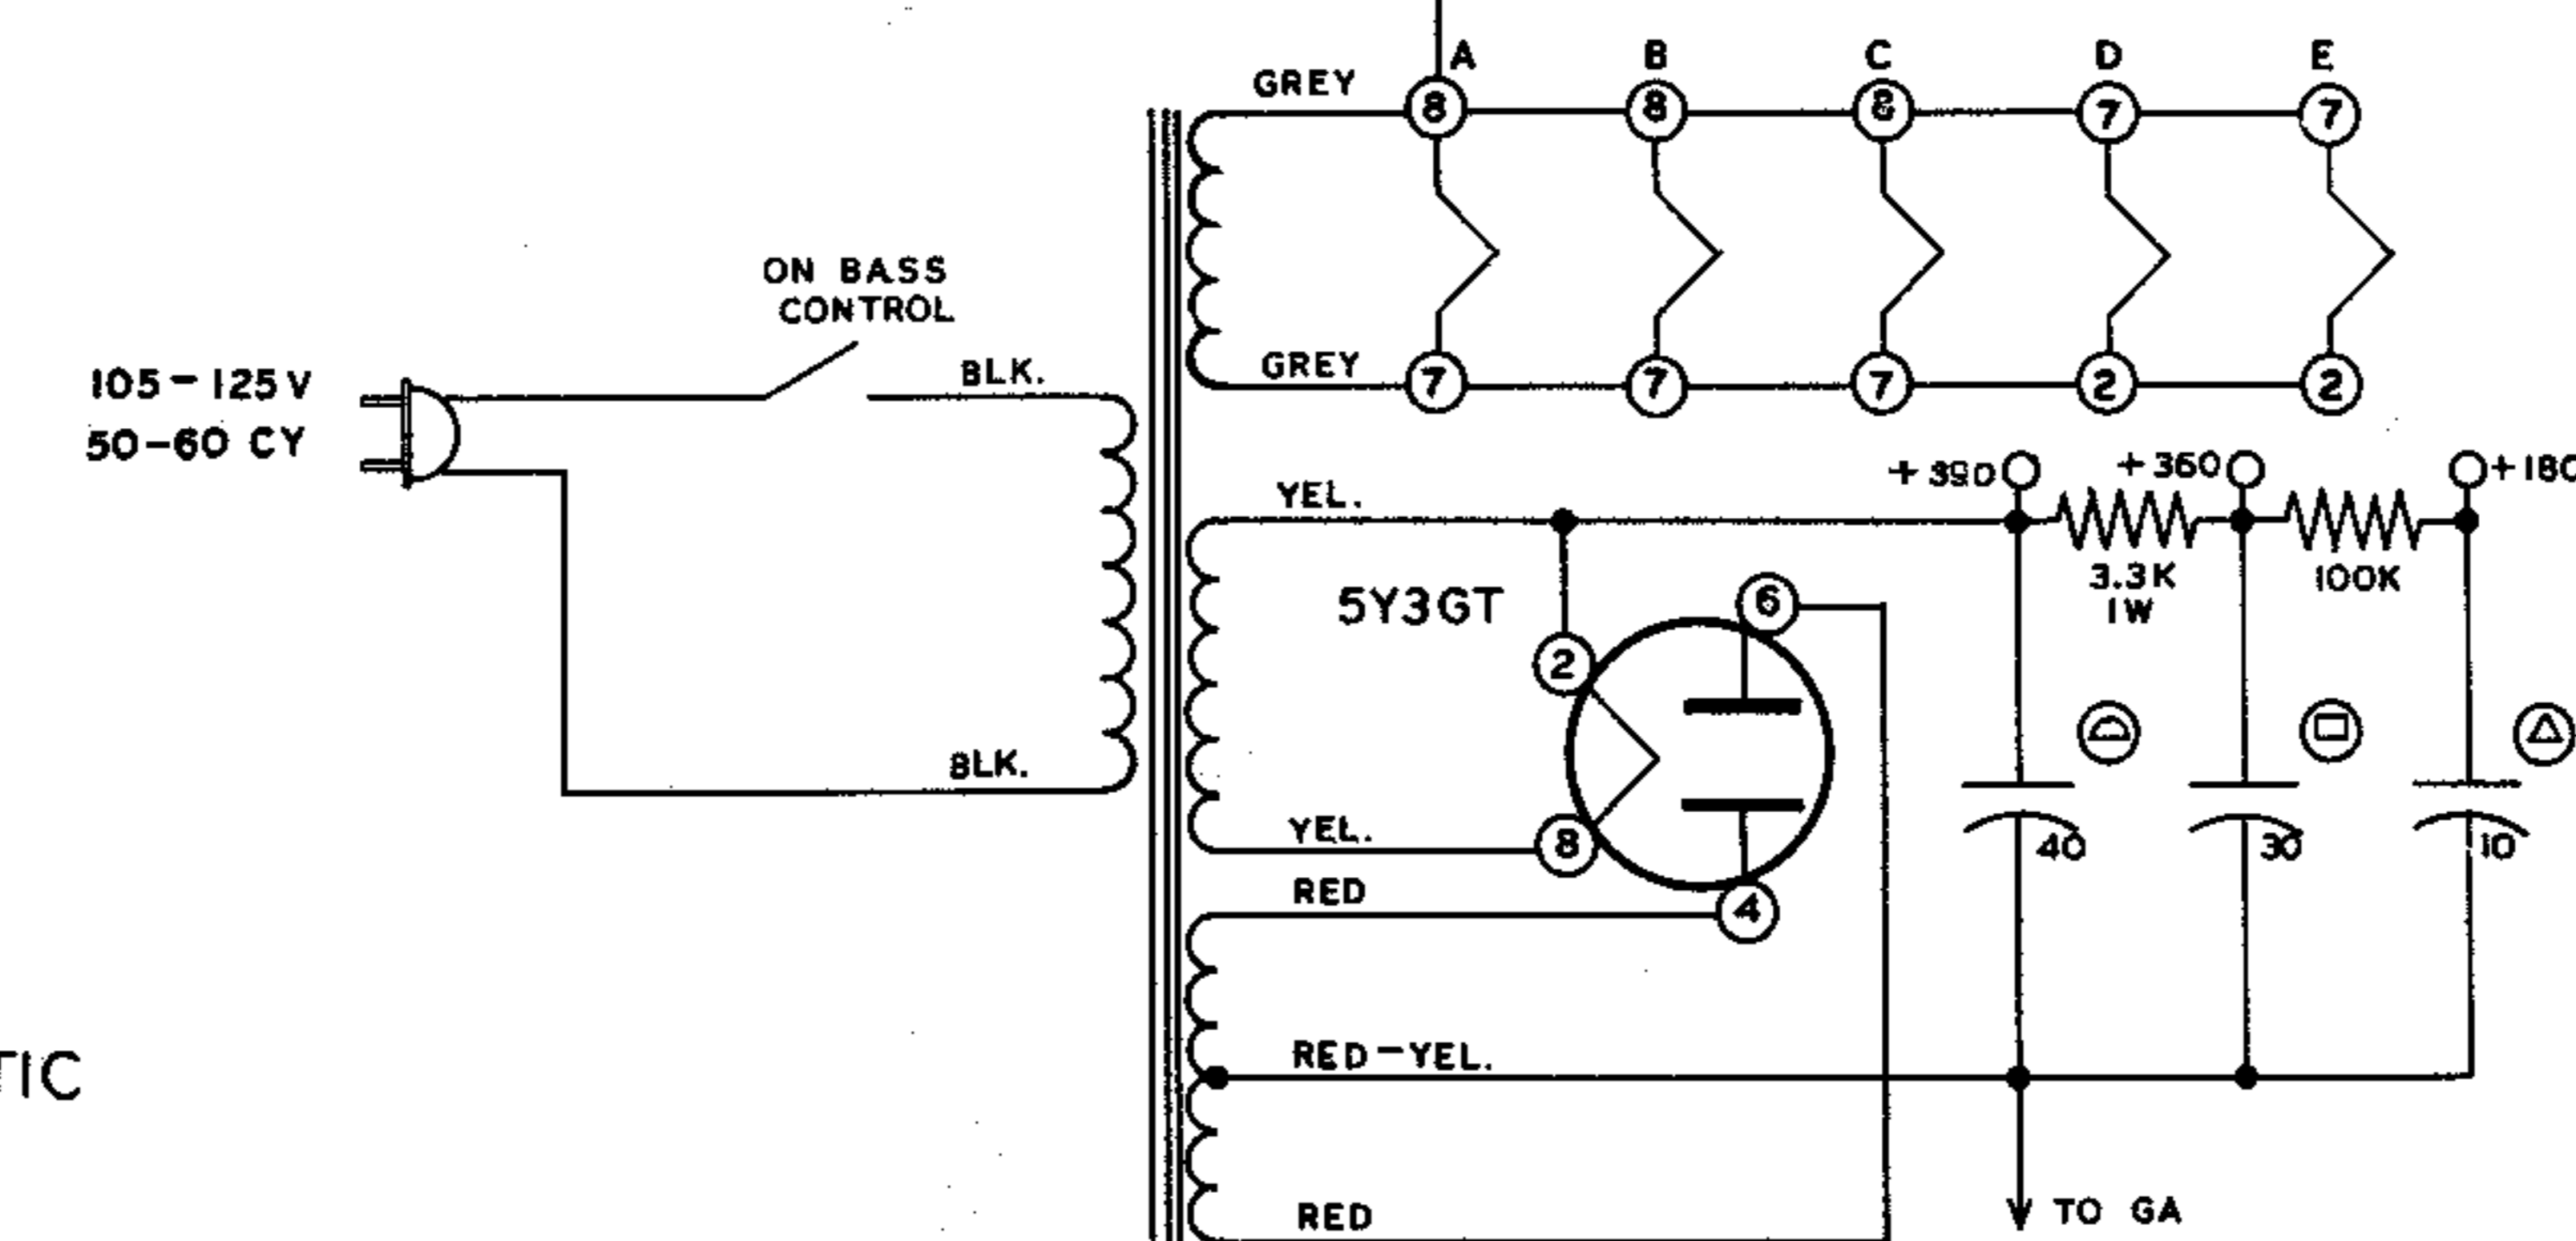 A B C D E
GREY 8 8 8 7 7
ON BASS
CONTROL
105-125V
50-60 CY
BLK.
GREY 7 7 7 2 2
+390 +360 +180
YEL.
3.3K
1W
100K
5Y3GT
6
2
BLK.
YEL. 8
40 30 10
RED
4
RED-YEL.
TIC
RED
TO GA